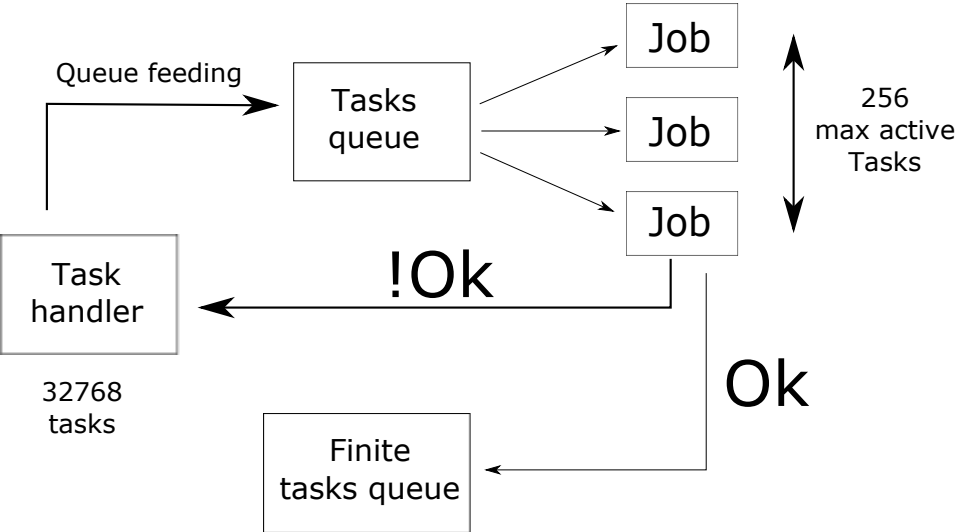 Queue feeding
Tasks
queue
Job
Job
Job
256
max active
Tasks
!Ok
Task
handler
32768
tasks
Ok
Finite
tasks queue